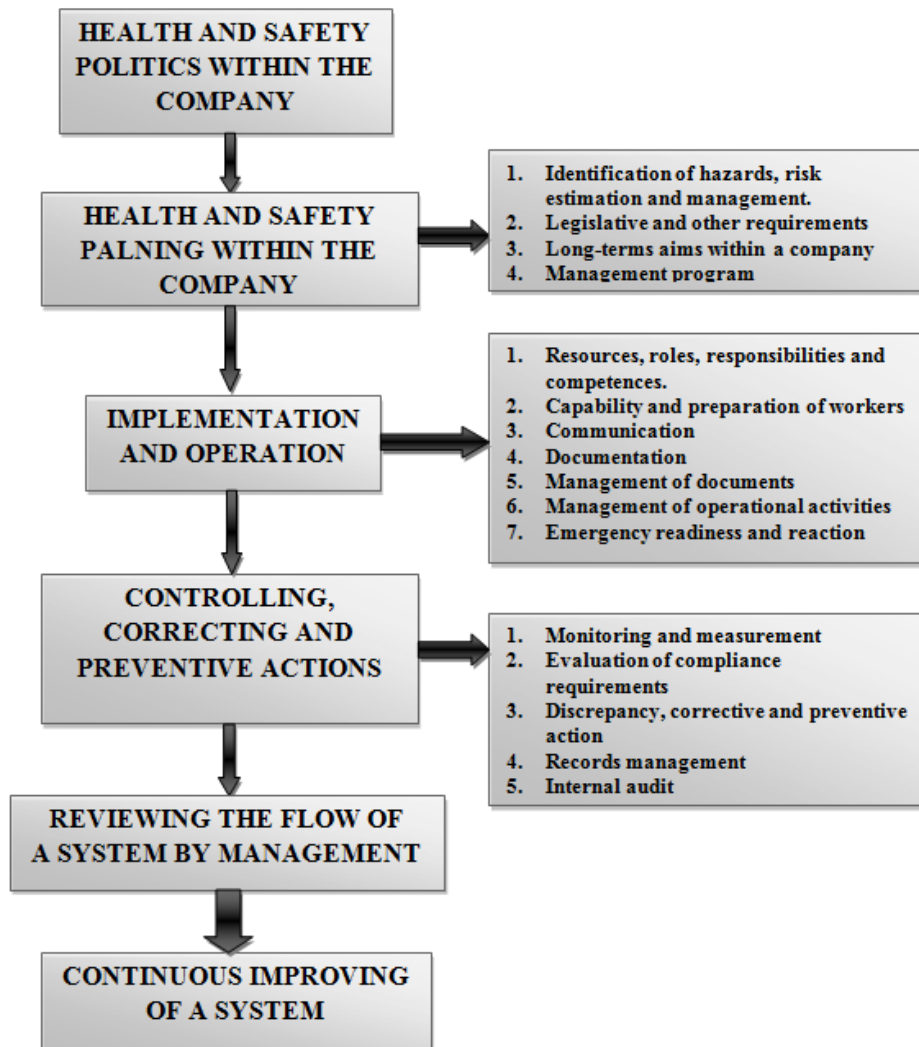 HEALTH AND SAFETY
POLITICS WITHIN THE
COMPANY
HEALTH AND SAFETY
PALNING WITHIN THE
COMPANY
1. Identification of hazards, risk
estimation and management.
2. Legislative and other requirements
3. Long-terms aims within a company
4. Management program
IMPLEMENTATION
AND OPERATION
1. Resources, roles, responsibilities and
competences.
2. Capability and preparation of workers
3. Communication
4. Documentation
5. Management of documents
6. Management of operational activities
7. Emergency readiness and reaction
CONTROLLING,
CORRECTING AND
PREVENTIVE ACTIONS
1. Monitoring and measurement
2. Evaluation of compliance
requirements
3. Discrepancy, corrective and preventive
action
4. Records management
5. Internal audit
REVIEWING THE FLOW OF
A SYSTEM BY MANAGEMENT
CONTINUOUS IMPROVING
OF A SYSTEM